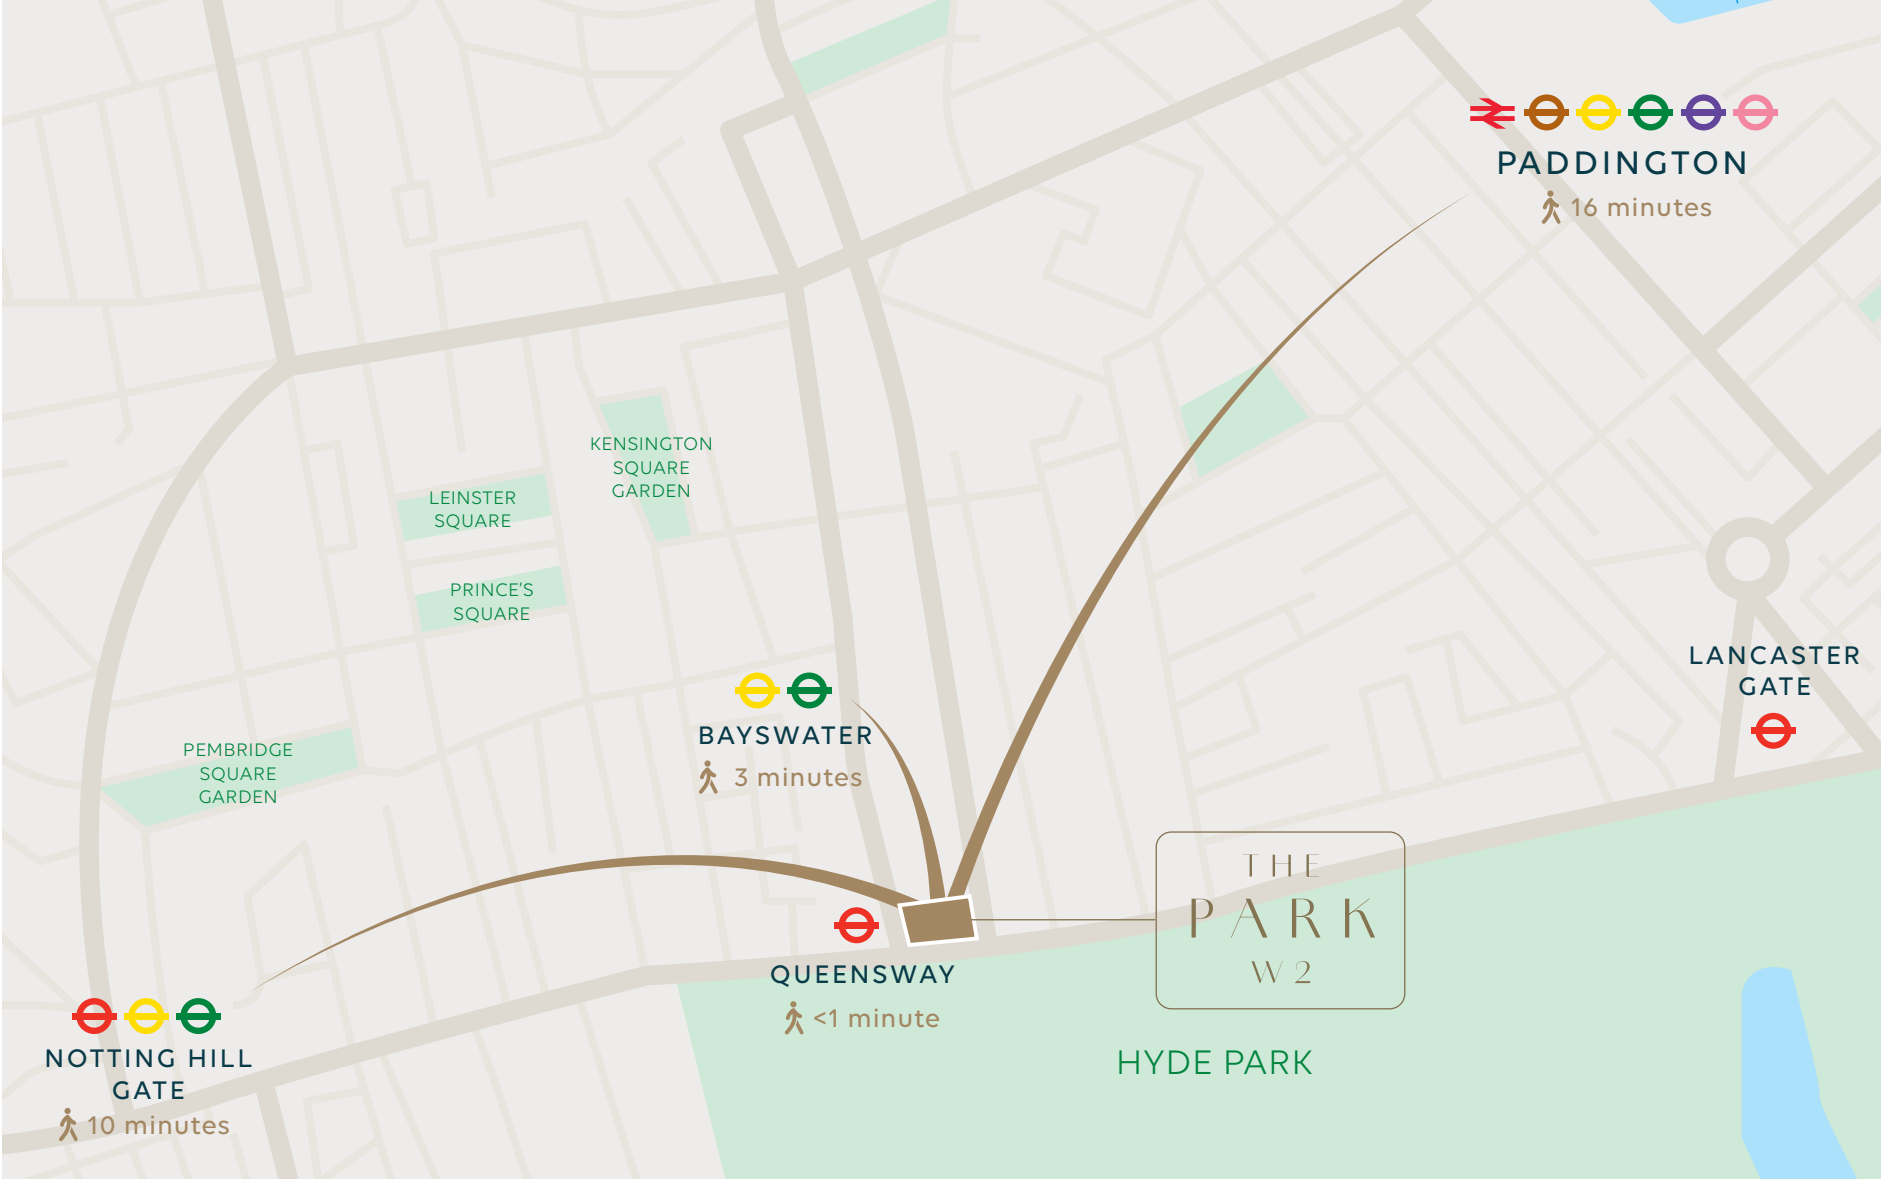 PADDINGTON
16 minutes
KENSINGTON
SQUARE
GARDEN
LEINSTER
SQUARE
PRINCE'S
SQUARE
LANCASTER
GATE
BAYSWATER
3 minutes
PEMBRIDGE
SQUARE
GARDEN
THE
PARK
W2
QUEENSWAY
<1 minute
HYDE PARK
NOTTING HILL
GATE
10 minutes